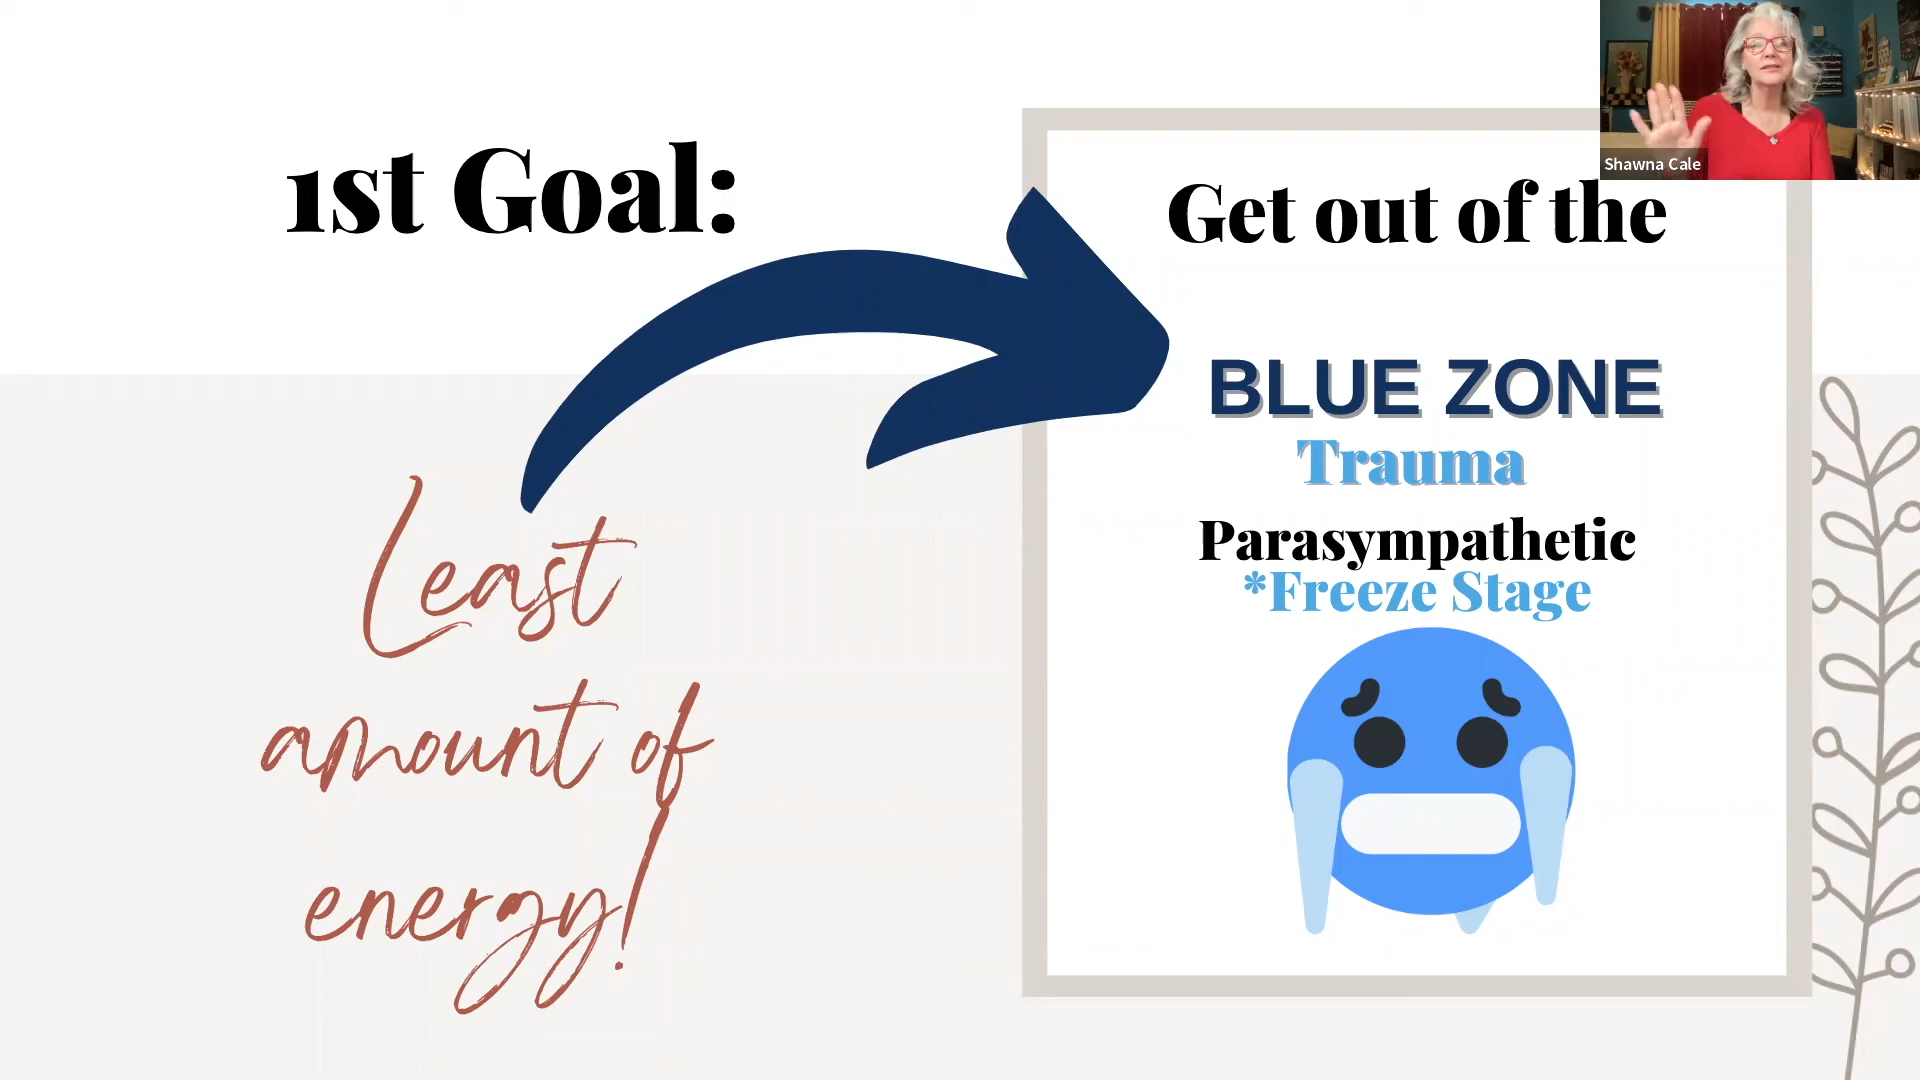 1st Goal:
Least
amount of
energy!
Get out of the
BLUE ZONE
Trauma
Parasympathetic
*Freeze Stage
Shawna Cale